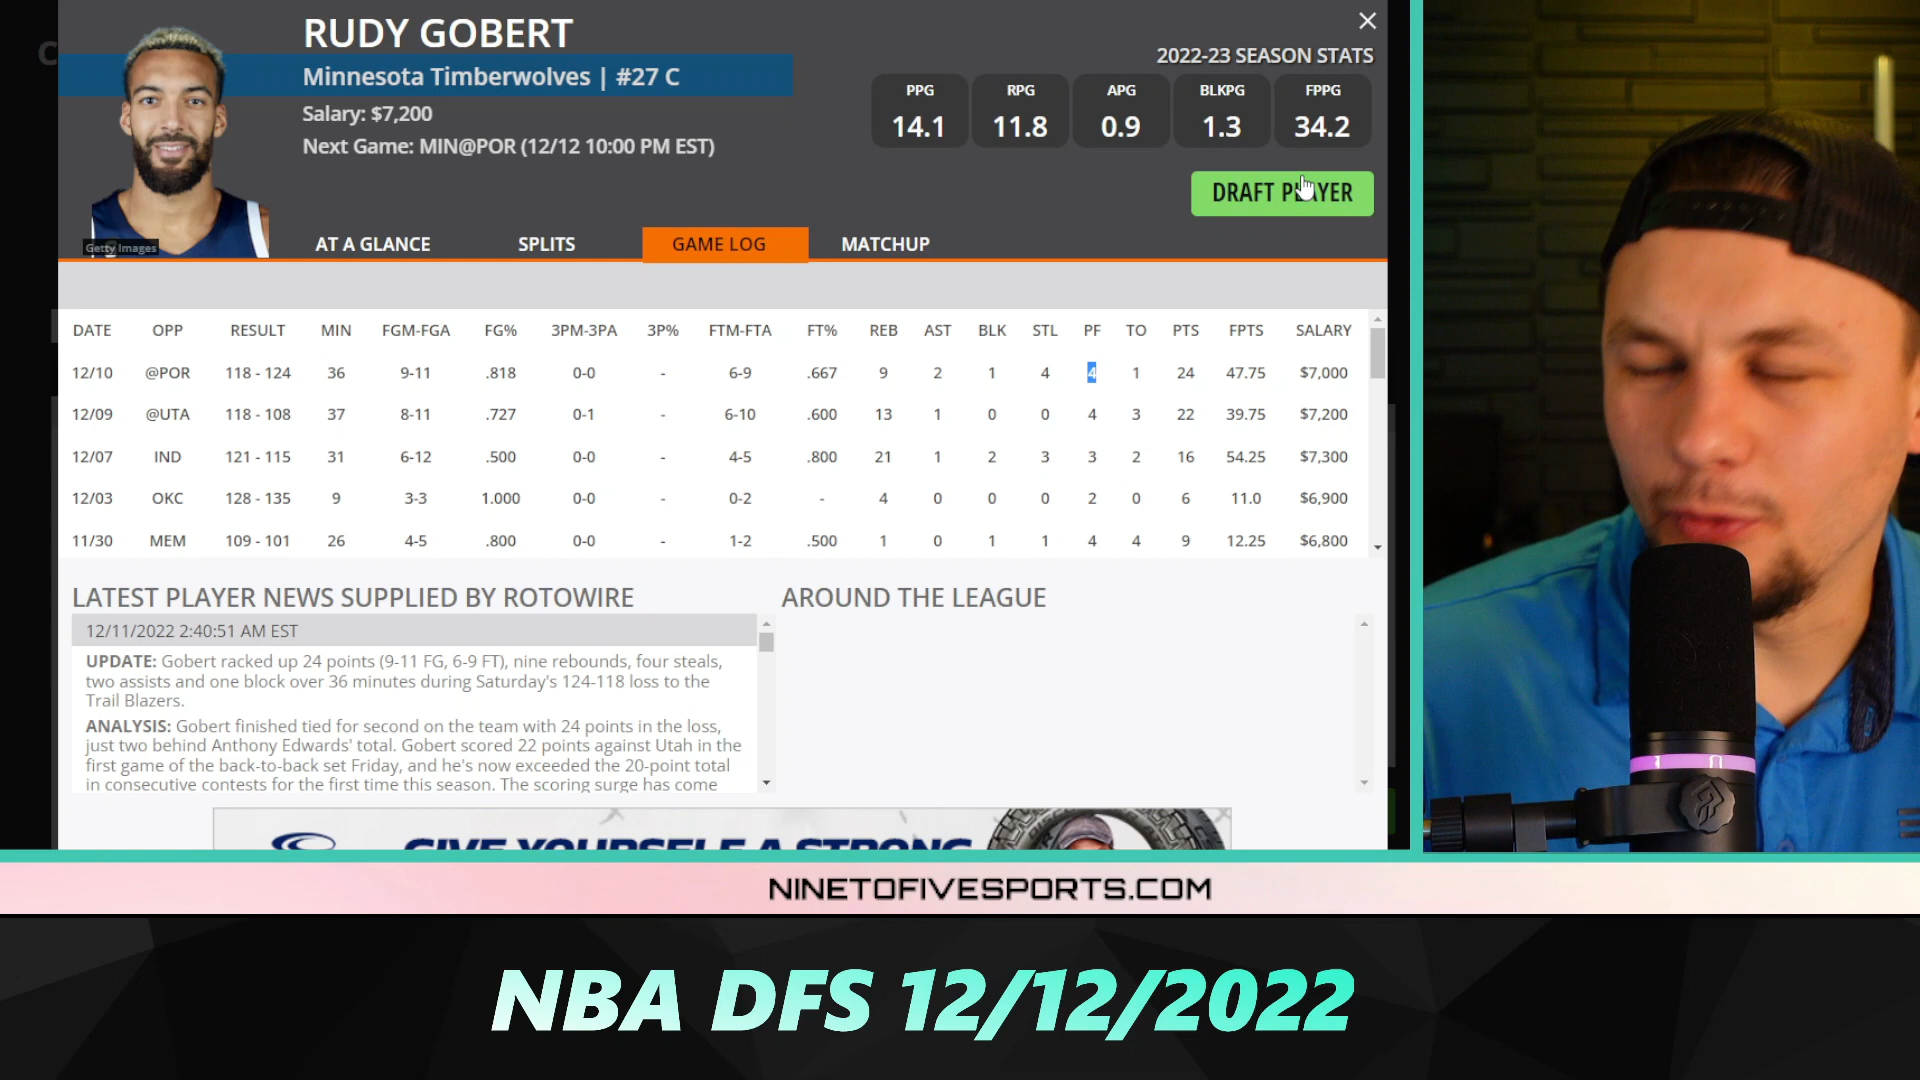 RUDY GOBERT
Minnesota Timberwolves | #27 C
Salary: $7,200
Next Game: MIN@POR (12/12 10:00 PM EST)
2022-23 SEASON STATS
PPG RPG APG BLKPG FPPG
14.1 11.8 0.9 1.3 34.2
DRAFT PLAYER
Getty Images
AT A GLANCE SPLITS GAME LOG MATCHUP
DATE OPP RESULT MIN FGM-FGA FG% 3PM-3PA 3P% FTM-FTA FT% REB AST BLK STL PF TO PTS FPTS SALARY
12/10 @POR 118 - 124 36 9-11 .818 0-0 - 6-9 .667 9 2 1 4 4 1 24 47.75 $7,000
12/09 @UTA 118 - 108 37 8-11 .727 0-1 - 6-10 .600 13 1 0 0 4 3 22 39.75 $7,200
12/07 IND 121 - 115 31 6-12 .500 0-0 - 4-5 .800 21 1 2 3 3 2 16 54.25 $7,300
12/03 OKC 128 - 135 9 3-3 1.000 0-0 - 0-2 - 4 0 0 0 2 0 6 11.0 $6,900
11/30 MEM 109 - 101 26 4-5 .800 0-0 - 1-2 .500 1 0 1 1 4 4 9 12.25 $6,800
LATEST PLAYER NEWS SUPPLIED BY ROTOWIRE
12/11/2022 2:40:51 AM EST
UPDATE: Gobert racked up 24 points (9-11 FG, 6-9 FT), nine rebounds, four steals,
two assists and one block over 36 minutes during Saturday's 124-118 loss to the
Trail Blazers.
ANALYSIS: Gobert finished tied for second on the team with 24 points in the loss,
just two behind Anthony Edwards' total. Gobert scored 22 points against Utah in the
first game of the back-to-back set Friday, and he's now exceeded the 20-point total
in consecutive contests for the first time this season. The scoring surge has come
AROUND THE LEAGUE
GIVE YOURSELF A STRONG
NINETOFIVESPORTS.COM
NBA DFS 12/12/2022